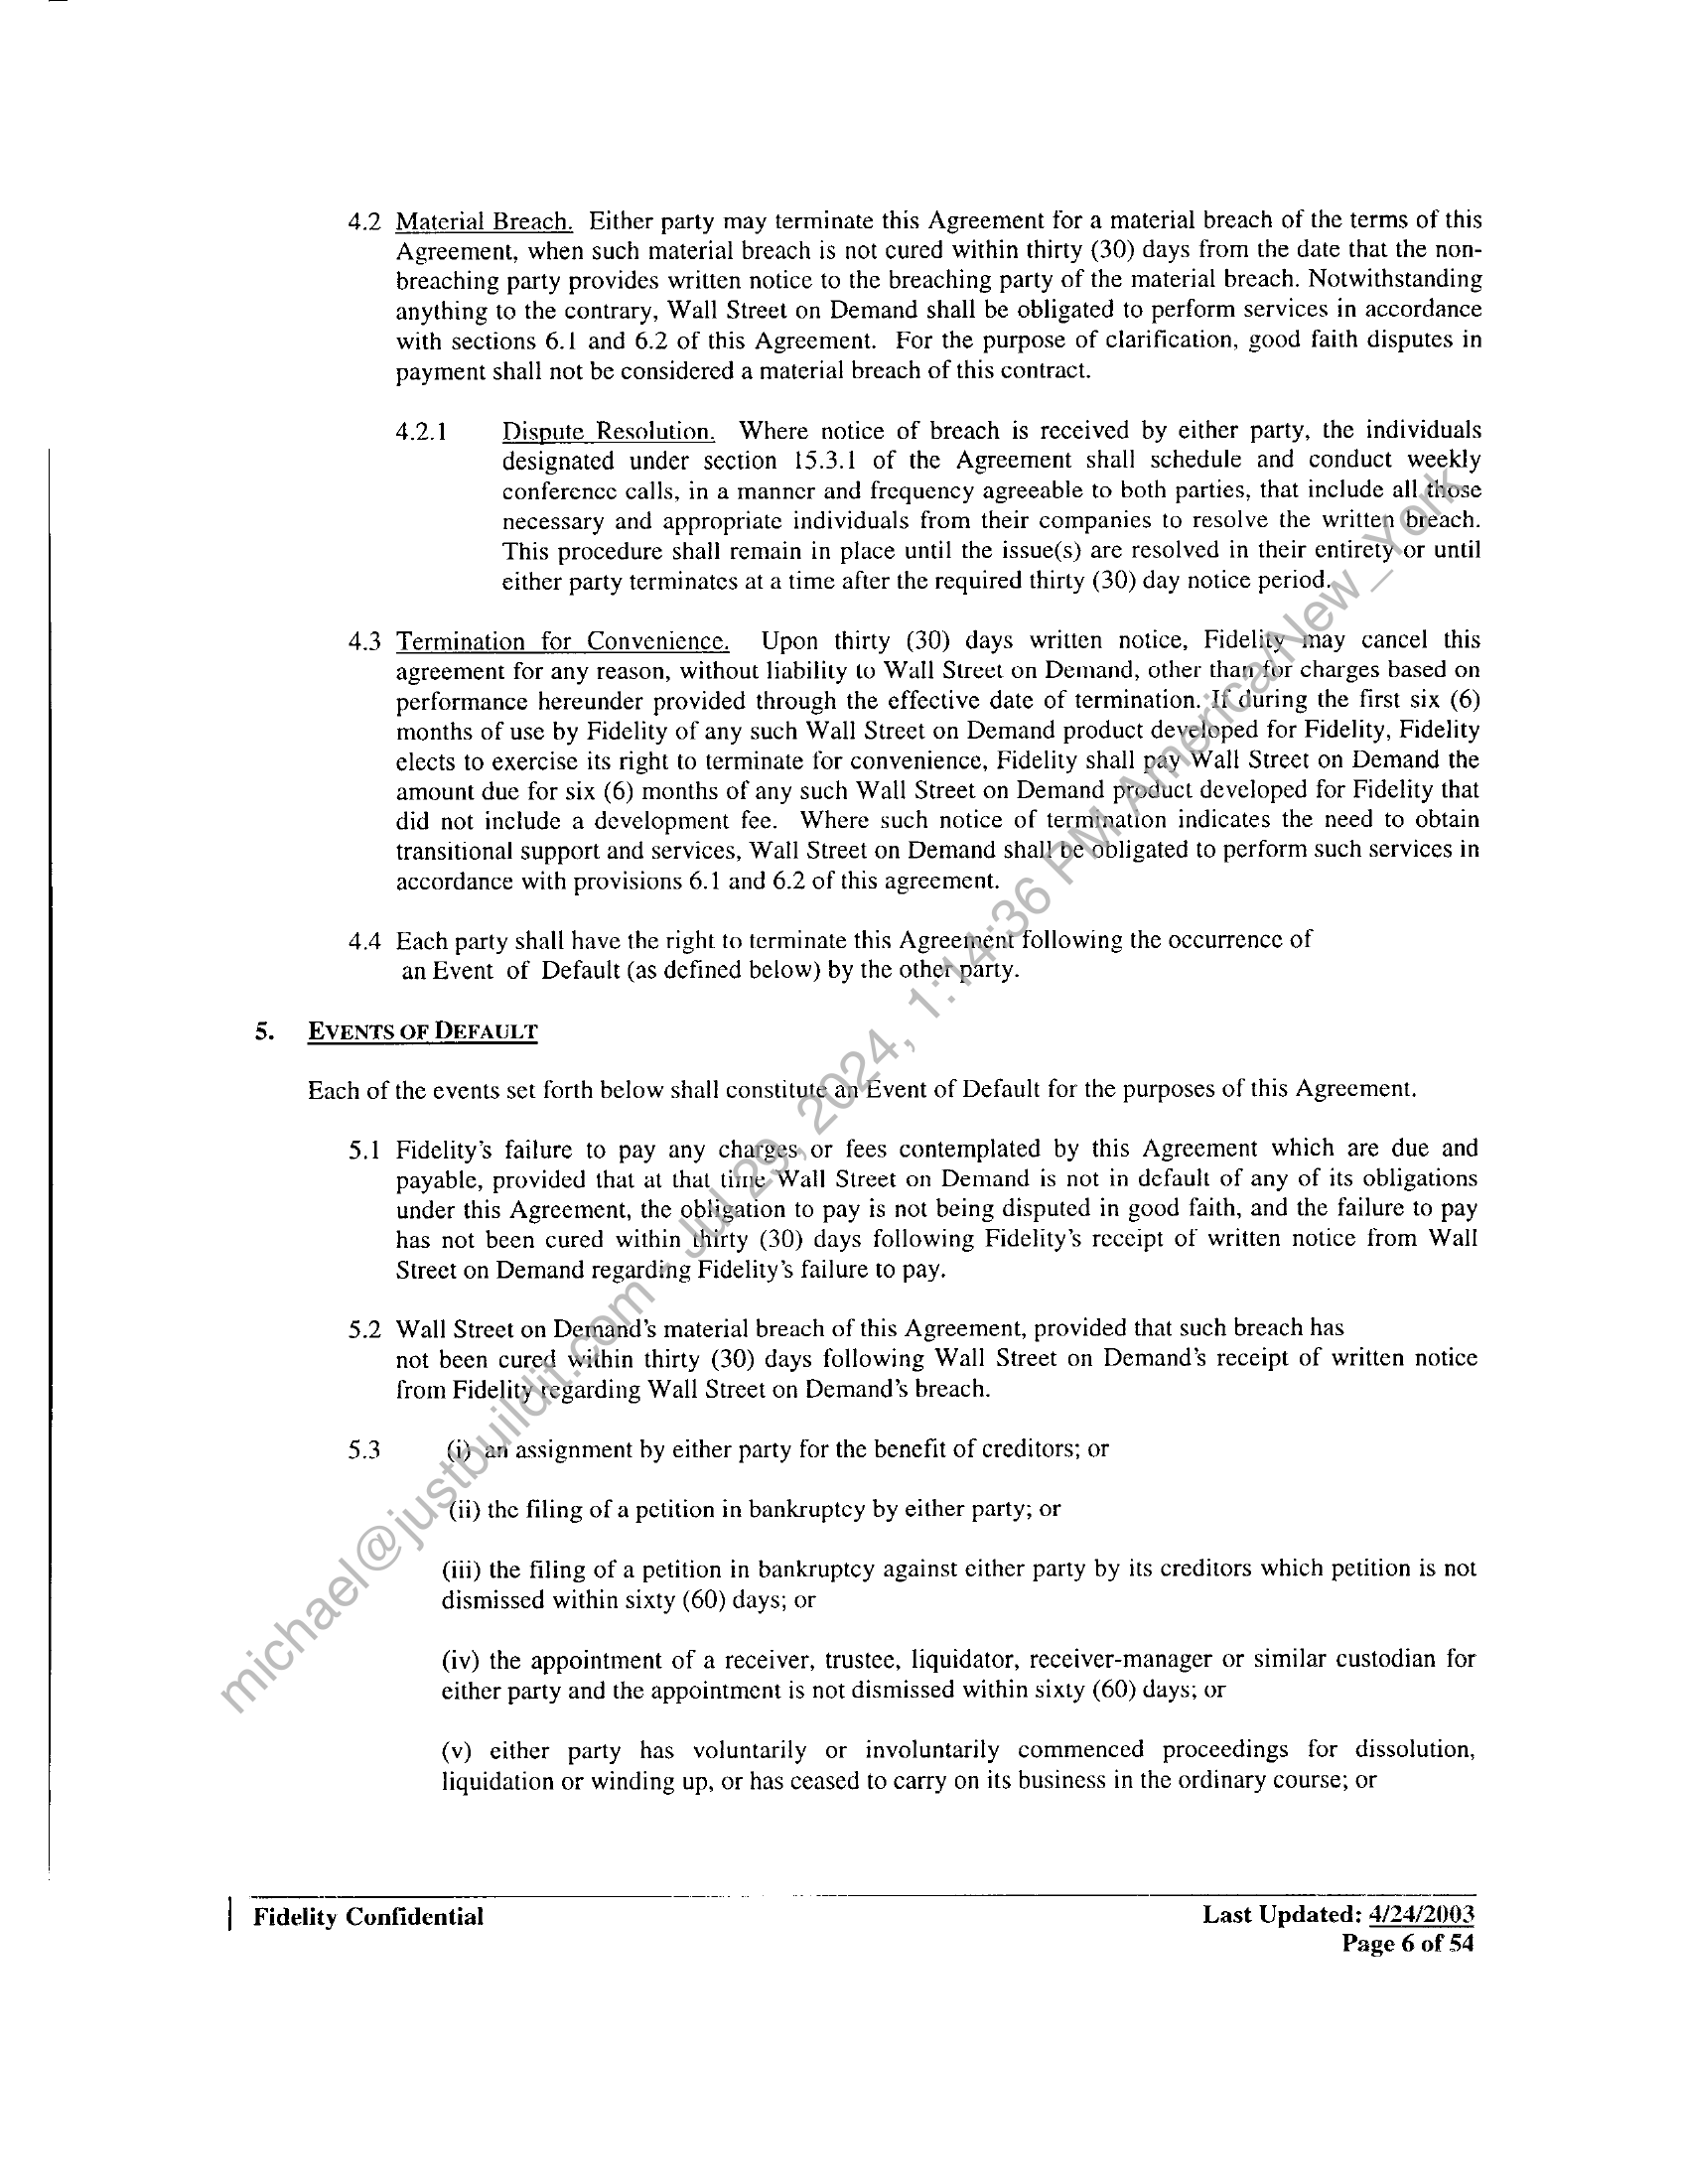 4.2 Material Breach. Either party may terminate this Agreement for a material breach of the terms of this
Agreement, when such material breach is not cured within thirty (30) days from the date that the non-
breaching party provides written notice to the breaching party of the material breach. Notwithstanding
anything to the contrary, Wall Street on Demand shall be obligated to perform services in accordance
with sections 6.1 and 6.2 of this Agreement. For the purpose of clarification, good faith disputes in
payment shall not be considered a material breach of this contract.
4.2.1 Dispute Resolution. Where notice of breach is received by either party, the individuals
designated under section 15.3.1 of the Agreement shall schedule and conduct weekly
conference calls, in a manner and frequency agreeable to both parties, that include all those
necessary and appropriate individuals from their companies to resolve the written breach.
This procedure shall remain in place until the issue(s) are resolved in their entirety or until
either party terminates at a time after the required thirty (30) day notice period.
4.3 Termination for Convenience. Upon thirty (30) days written notice, Fidelity may cancel this
agreement for any reason, without liability to Wall Street on Demand, other than for charges based on
performance hereunder provided through the effective date of termination. If during the first six (6)
months of use by Fidelity of any such Wall Street on Demand product developed for Fidelity, Fidelity
elects to exercise its right to terminate for convenience, Fidelity shall pay Wall Street on Demand the
amount due for six (6) months of any such Wall Street on Demand product developed for Fidelity that
did not include a development fee. Where such notice of termination indicates the need to obtain
transitional support and services, Wall Street on Demand shall be obligated to perform such services in
accordance with provisions 6.1 and 6.2 of this agreement.
4.4 Each party shall have the right to terminate this Agreement following the occurrence of
an Event of Default (as defined below) by the other party.
5. EVENTS OF DEFAULT
Each of the events set forth below shall constitute an Event of Default for the purposes of this Agreement.
5.1 Fidelity's failure to pay any charges or fees contemplated by this Agreement which are due and
payable, provided that at that time Wall Street on Demand is not in default of any of its obligations
under this Agreement, the obligation to pay is not being disputed in good faith, and the failure to pay
has not been cured within thirty (30) days following Fidelity's receipt of written notice from Wall
Street on Demand regarding Fidelity's failure to pay.
5.2 Wall Street on Demand's material breach of this Agreement, provided that such breach has
not been cured within thirty (30) days following Wall Street on Demand's receipt of written notice
from Fidelity regarding Wall Street on Demand's breach.
5.3 (i) an assignment by either party for the benefit of creditors; or
(ii) the filing of a petition in bankruptcy by either party; or
(iii) the filing of a petition in bankruptcy against either party by its creditors which petition is not
dismissed within sixty (60) days; or
(iv) the appointment of a receiver, trustee, liquidator, receiver-manager or similar custodian for
either party and the appointment is not dismissed within sixty (60) days; or
(v) either party has voluntarily or involuntarily commenced proceedings for dissolution,
liquidation or winding up, or has ceased to carry on its business in the ordinary course; or
Fidelity Confidential
Last Updated: 4/24/2003
Page 6 of 54
michael@justbuildit.com - Jul 29, 2024, 1:14:36 PM America/New_York